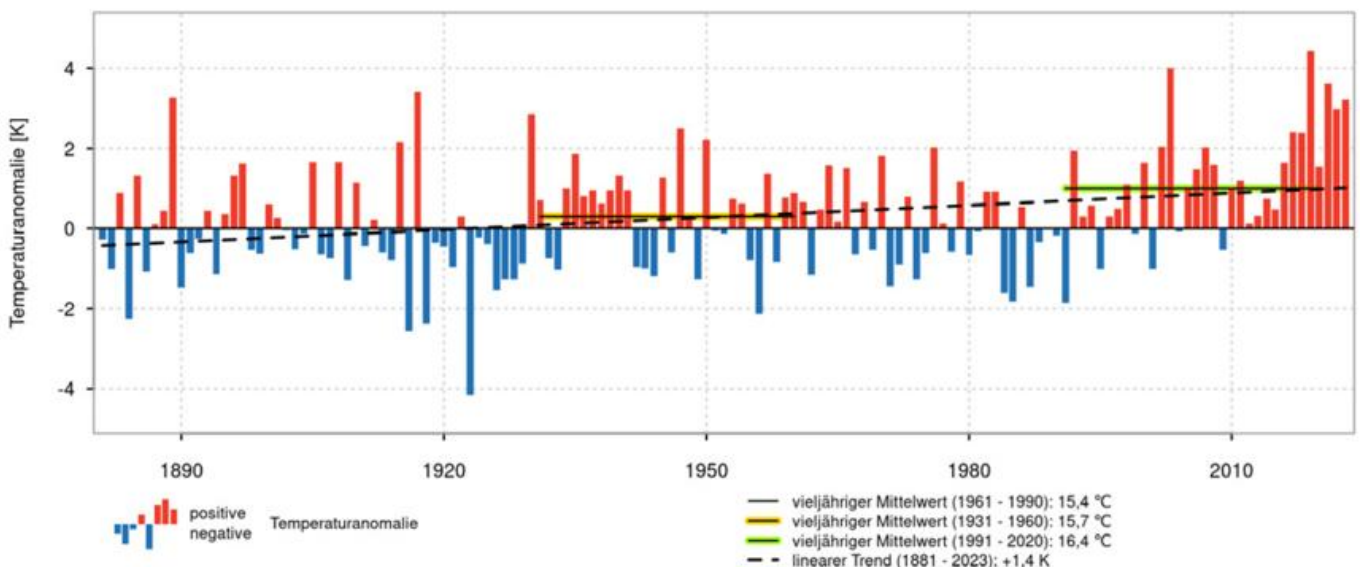 Temperaturanomalie [K]
4
2
0
-2
-4
1890 1920 1950 1980 2010
positive
negative
Temperaturanomalie
vieljähriger Mittelwert (1961 - 1990): 15,4 °C
vieljähriger Mittelwert (1931 - 1960): 15,7 °C
vieljähriger Mittelwert (1991 - 2020): 16,4 °C
linearer Trend (1881 - 2023): +1,4 K